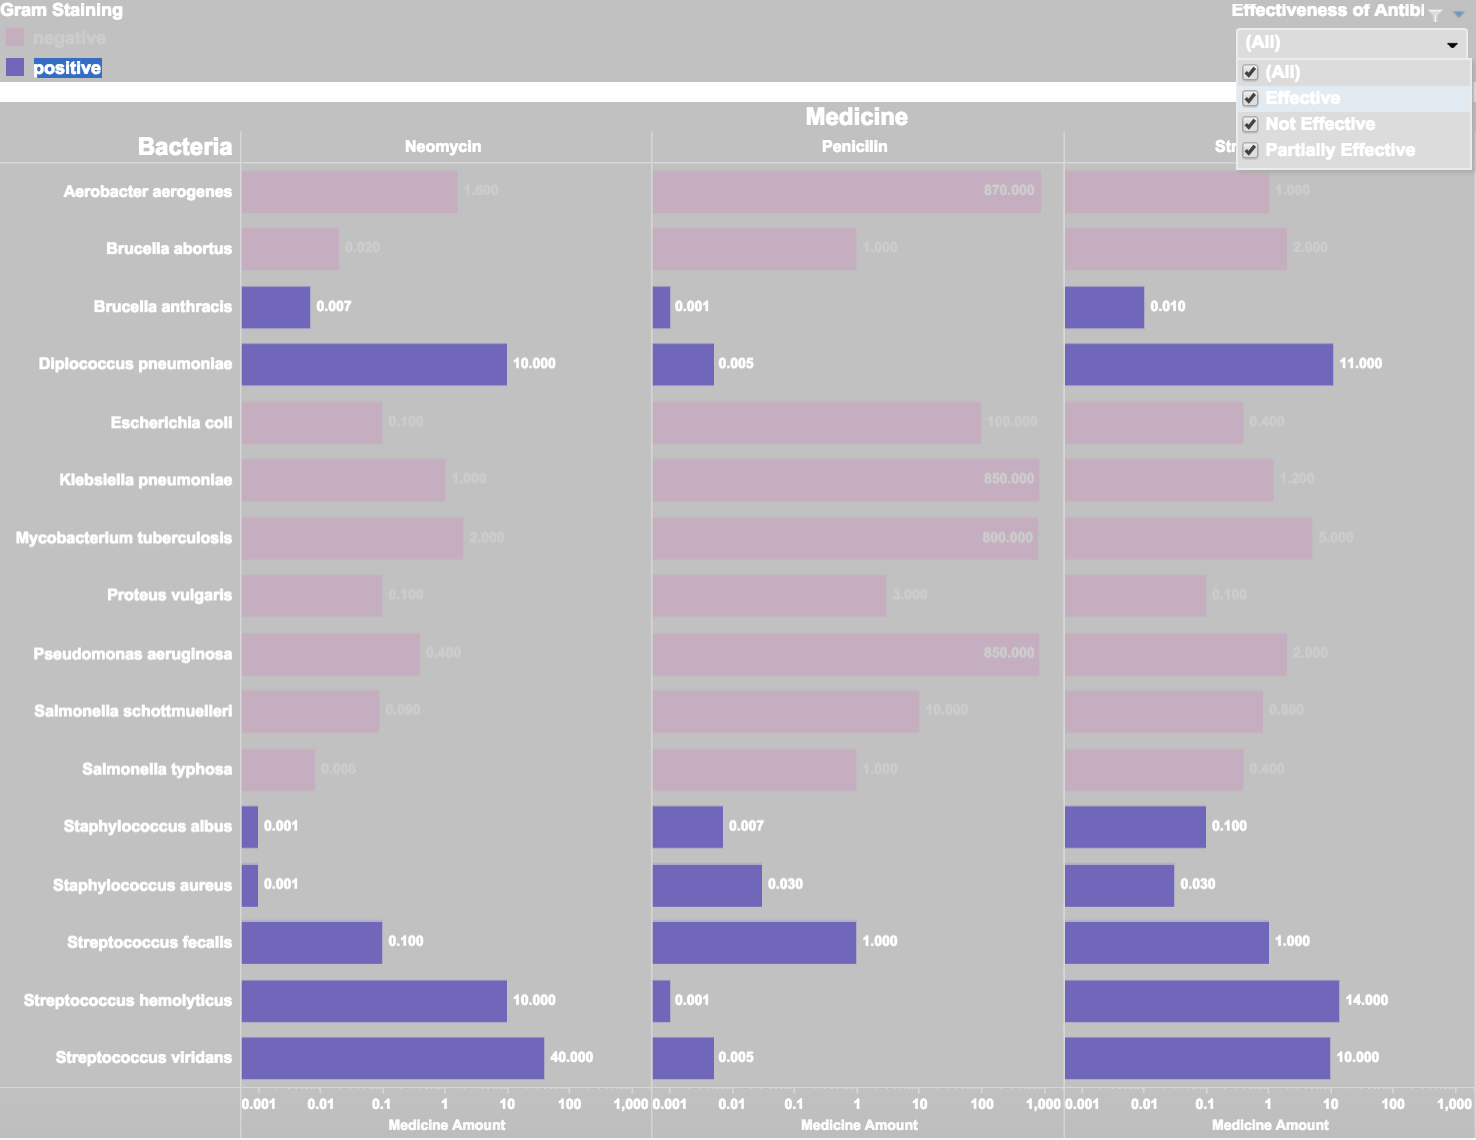 Gram Staining
negative
positive
Effectiveness of Antibi
(All)
(All)
Effective
Not Effective
Partially Effective
Medicine
Bacteria
Neomycin
Penicilin
Str
Aerobacter aerogenes 1.600 870.000 1.000
Brucella abortus 0.020 1.000 2.000
Brucella anthracis 0.007 0.001 0.010
Diplococcus pneumoniae 10.000 0.005 11.000
Escherichia coli 0.100 100.000 0.400
Klebsiella pneumoniae 1.000 850.000 1.200
Mycobacterium tuberculosis 2.000 800.000 5.000
Proteus vulgaris 0.100 3.000 0.100
Pseudomonas aeruginosa 0.400 850.000 2.000
Salmonella schottmuelleri 0.090 10.000 0.800
Salmonella typhosa 0.008 1.000 0.400
Staphylococcus albus 0.001 0.007 0.100
Staphylococcus aureus 0.001 0.030 0.030
Streptococcus fecalis 0.100 1.000 1.000
Streptococcus hemolyticus 10.000 0.001 14.000
Streptococcus viridans 40.000 0.005 10.000
0.001 0.01 0.1 1 10 100 1,000 0.001 0.01 0.1 1 10 100 1,000 0.001 0.01 0.1 1 10 100 1,000
Medicine Amount Medicine Amount Medicine Amount